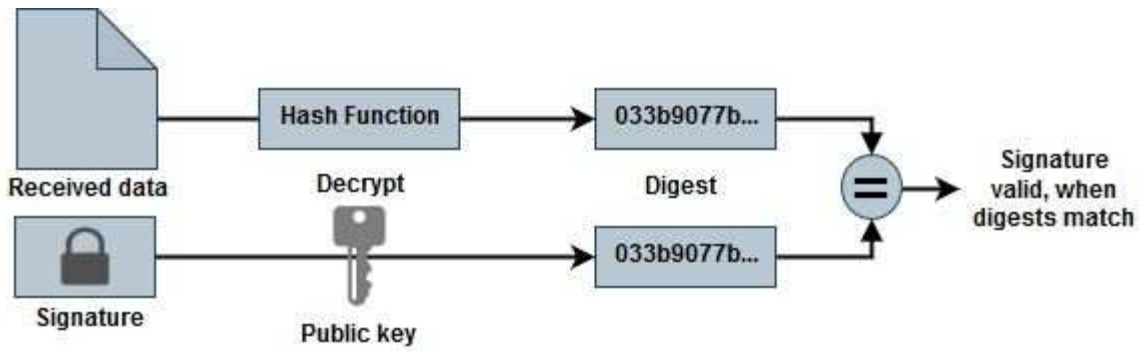 Hash Function
033b9077b...
Received data
Decrypt
Digest
Signature
valid, when
digests match
033b9077b...
Signature
Public key